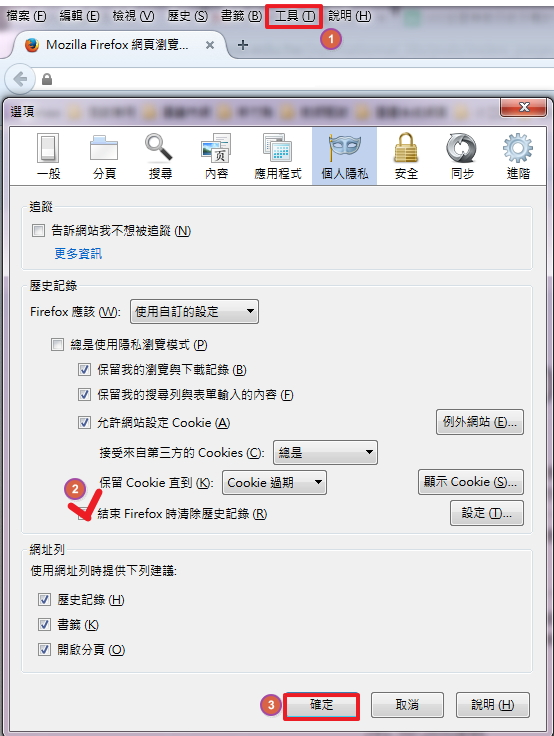 檔案 (F) 編輯 (E) 檢視 (V) 歷史 (S) 書籤 (B) 工具 (T) 說明 (H)
1
Mozilla Firefox 網頁瀏覽... × +
選項 x
一般 分頁 搜尋 內容 應用程式 個人隱私 安全 同步 進階
追蹤
告訴網站我不想被追蹤 (N)
更多資訊
歷史記錄
Firefox 應該 (W): 使用自訂的設定
總是使用隱私瀏覽模式 (P)
保留我的瀏覽與下載記錄 (B)
保留我的搜尋列與表單輸入的內容 (F)
允許網站設定 Cookie (A) 例外網站 (E)...
接受來自第三方的 Cookies (C): 總是
保留 Cookie 直到 (K): Cookie 過期 顯示 Cookie (S)...
2
結束 Firefox 時清除歷史記錄 (R) 設定 (T)...
網址列
使用網址列時提供下列建議:
歷史記錄 (H)
書籤 (K)
開啟分頁 (O)
3 確定 取消 說明 (H)